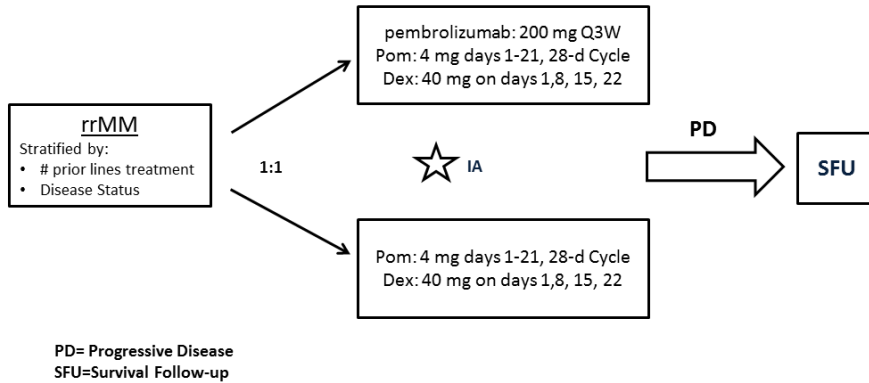 pembrolizumab: 200 mg Q3W
Pom: 4 mg days 1-21, 28-d Cycle
Dex: 40 mg on days 1,8, 15, 22
rrMM
Stratified by:
• # prior lines treatment
• Disease Status
1:1
IA
PD
SFU
Pom: 4 mg days 1-21, 28-d Cycle
Dex: 40 mg on days 1,8, 15, 22
PD= Progressive Disease
SFU=Survival Follow-up